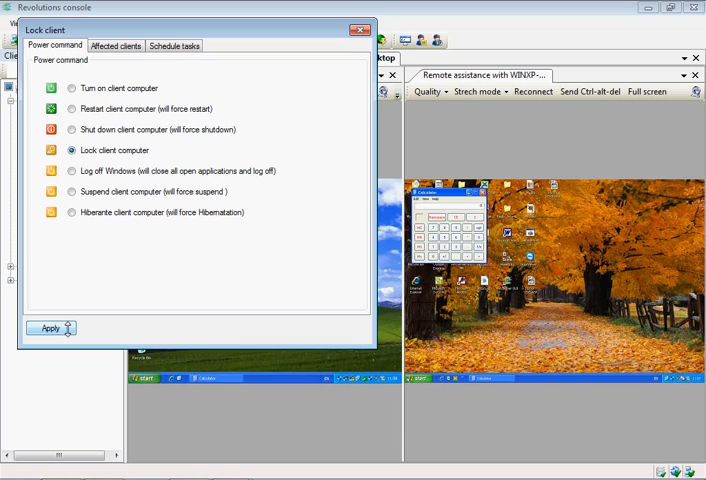 Revolutions console
Lock client
Power command
Affected clients
Schedule tasks
Power command
Turn on client computer
Restart client computer (will force restart)
Shut down client computer (will force shutdown)
Lock client computer
Log off Windows (will close all open applications and log off)
Suspend client computer (will force suspend )
Hiberante client computer (will force Hibernatation)
Apply
Remote assistance with WINXP-...
Quality
Strech mode
Reconnect
Send Ctrl-alt-del
Full screen
Calculator
start
Calculator
start
Calculator